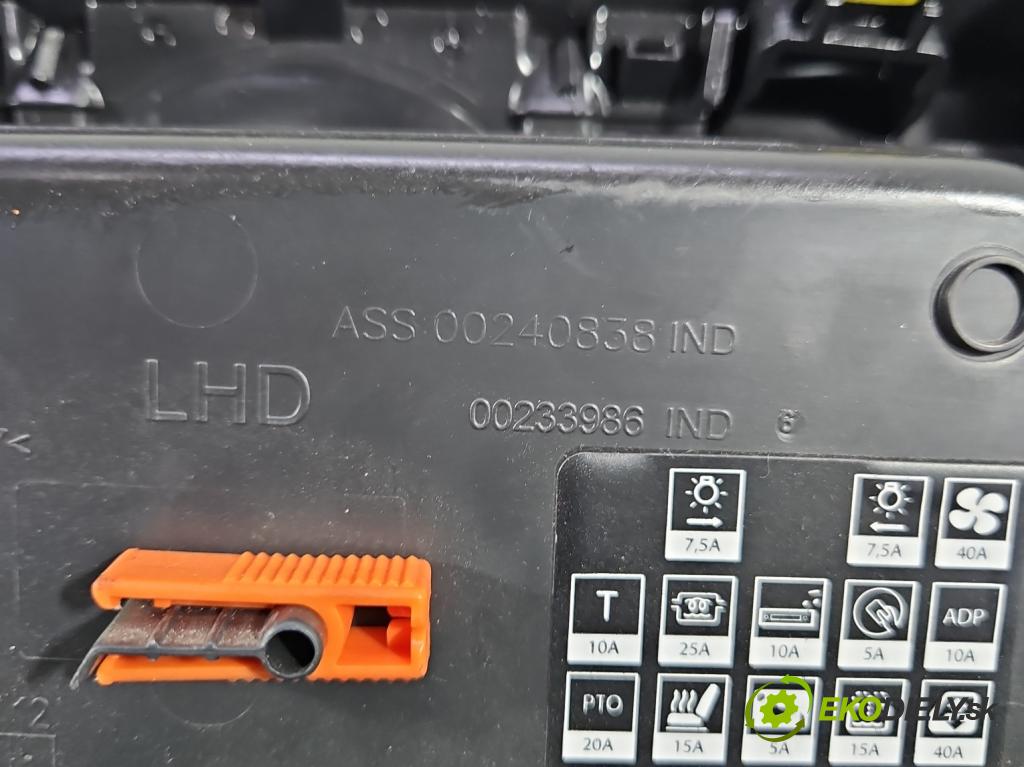 ASS 00240838 IND
LHD
00233986 IND 6
7,5A 7,5A 40A
T ADP
10A 25A 10A 5A 10A
PTO
20A 15A 5A 15A 40A
EKODIELY.sk